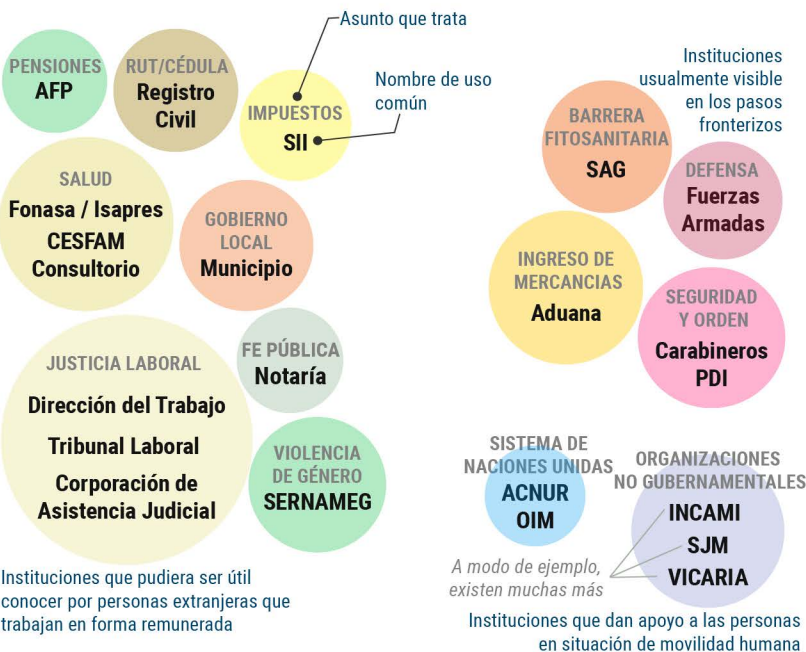 Asunto que trata
Nombre de uso
común
PENSIONES
AFP
RUT/CÉDULA
Registro
Civil
IMPUESTOS
SII
SALUD
Fonasa / Isapres
CESFAM
Consultorio
GOBIERNO
LOCAL
Municipio
JUSTICIA LABORAL
Dirección del Trabajo
Tribunal Laboral
Corporación de
Asistencia Judicial
FE PÚBLICA
Notaría
VIOLENCIA
DE GÉNERO
SERNAMEG
Instituciones que pudiera ser útil
conocer por personas extranjeras que
trabajan en forma remunerada
Instituciones
usualmente visible
en los pasos
fronterizos
BARRERA
FITOSANITARIA
SAG
DEFENSA
Fuerzas
Armadas
INGRESO DE
MERCANCIAS
Aduana
SEGURIDAD
Y ORDEN
Carabineros
PDI
SISTEMA DE
NACIONES UNIDAS
ACNUR
OIM
ORGANIZACIONES
NO GUBERNAMENTALES
INCAMI
SJM
VICARIA
A modo de ejemplo,
existen muchas más
Instituciones que dan apoyo a las personas
en situación de movilidad humana